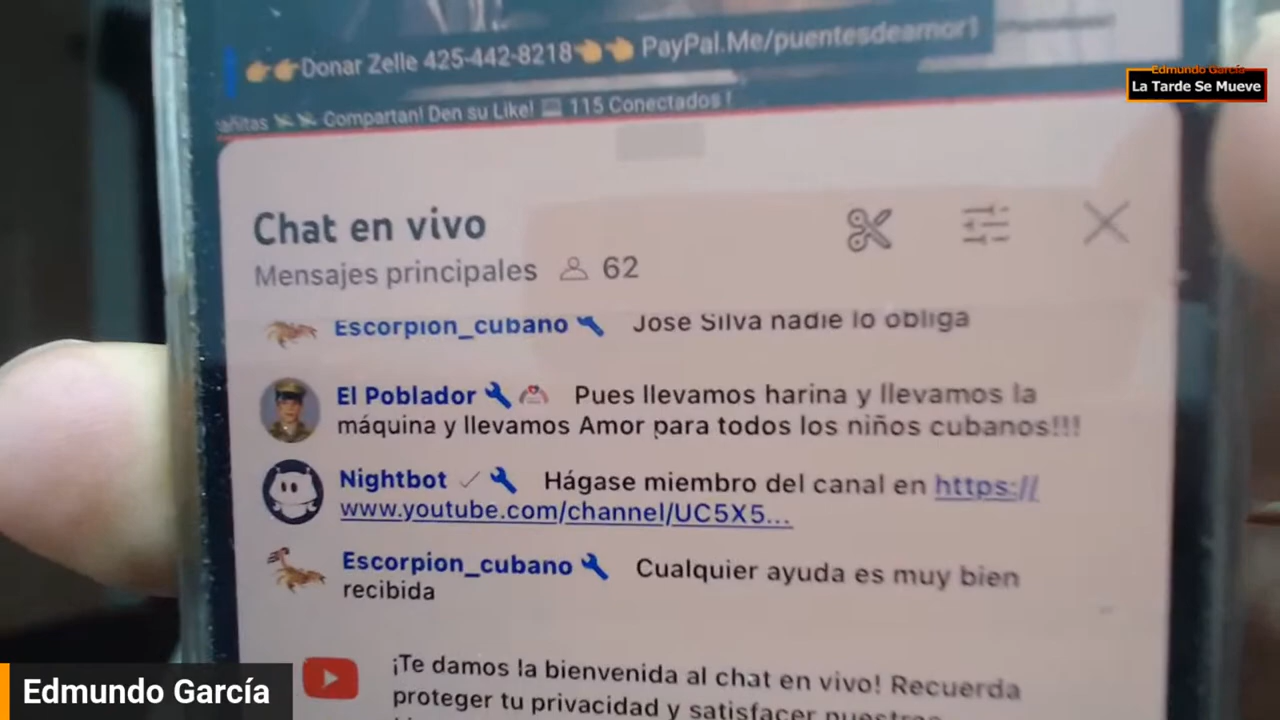 👉👉Donar Zelle 425-442-8218👈👈 PayPal.Me/puentesdeamor1
Compartan! Den su Like! 💻 115 Conectados !
Edmundo García
La Tarde Se Mueve
Chat en vivo
Mensajes principales 62
Escorpion_cubano Jose Silva nadie lo obliga
El Poblador Pues llevamos harina y llevamos la
máquina y llevamos Amor para todos los niños cubanos!!!
Nightbot ✓ Hágase miembro del canal en https://
www.youtube.com/channel/UC5X5...
Escorpion_cubano Cualquier ayuda es muy bien
recibida
¡Te damos la bienvenida al chat en vivo! Recuerda
proteger tu privacidad y satisfacer
Edmundo García